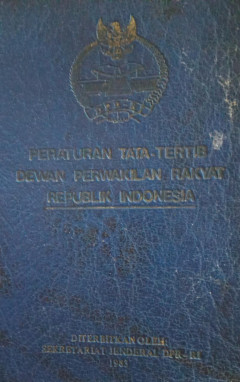 PERATURAN TATA-TERTIB
DEWAN PERWAKILAN RAKYAT
REPUBLIK INDONESIA
DITERBITKAN OLEH:
SEKRETARIAT JENDERAL DPR-RI
1983